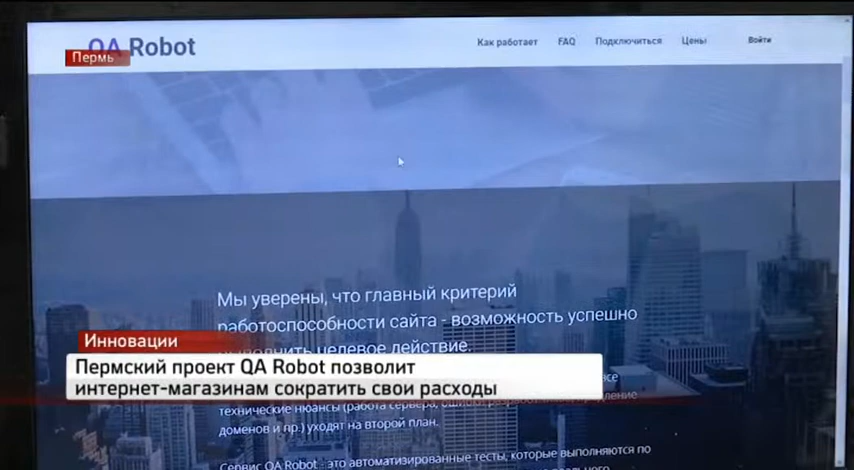 QA Robot
Как работает FAQ Подключиться Цены Войти
Пермь
Мы уверены, что главный критерий
работоспособности сайта - возможность успешно
выполнить целевое действие.
Инновации
Пермский проект QA Robot позволит
интернет-магазинам сократить свои расходы
все
технические нюансы (работа сервера,
доменов и пр.) уходят на второй план.
Сервис QA Robot - это автоматизированные тесты, которые выполняются по